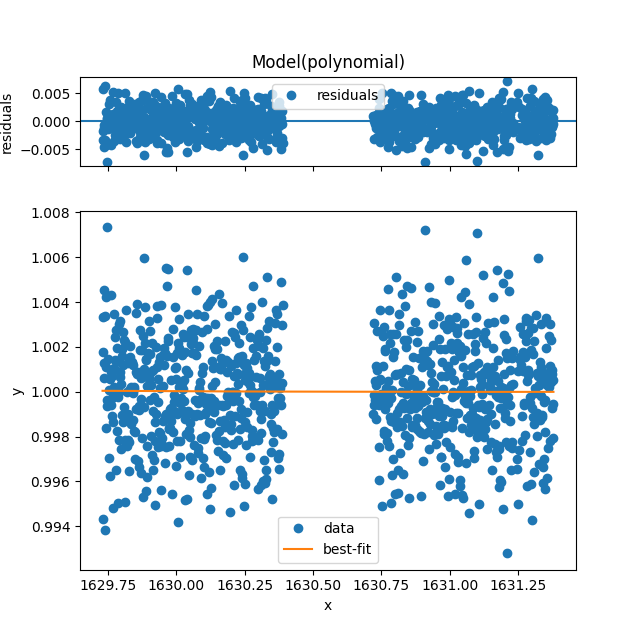 Model(polynomial)
residuals
0.005
0.000
−0.005
residuals
y
1.008
1.006
1.004
1.002
1.000
0.998
0.996
0.994
data
best-fit
1629.75 1630.00 1630.25 1630.50 1630.75 1631.00 1631.25
x